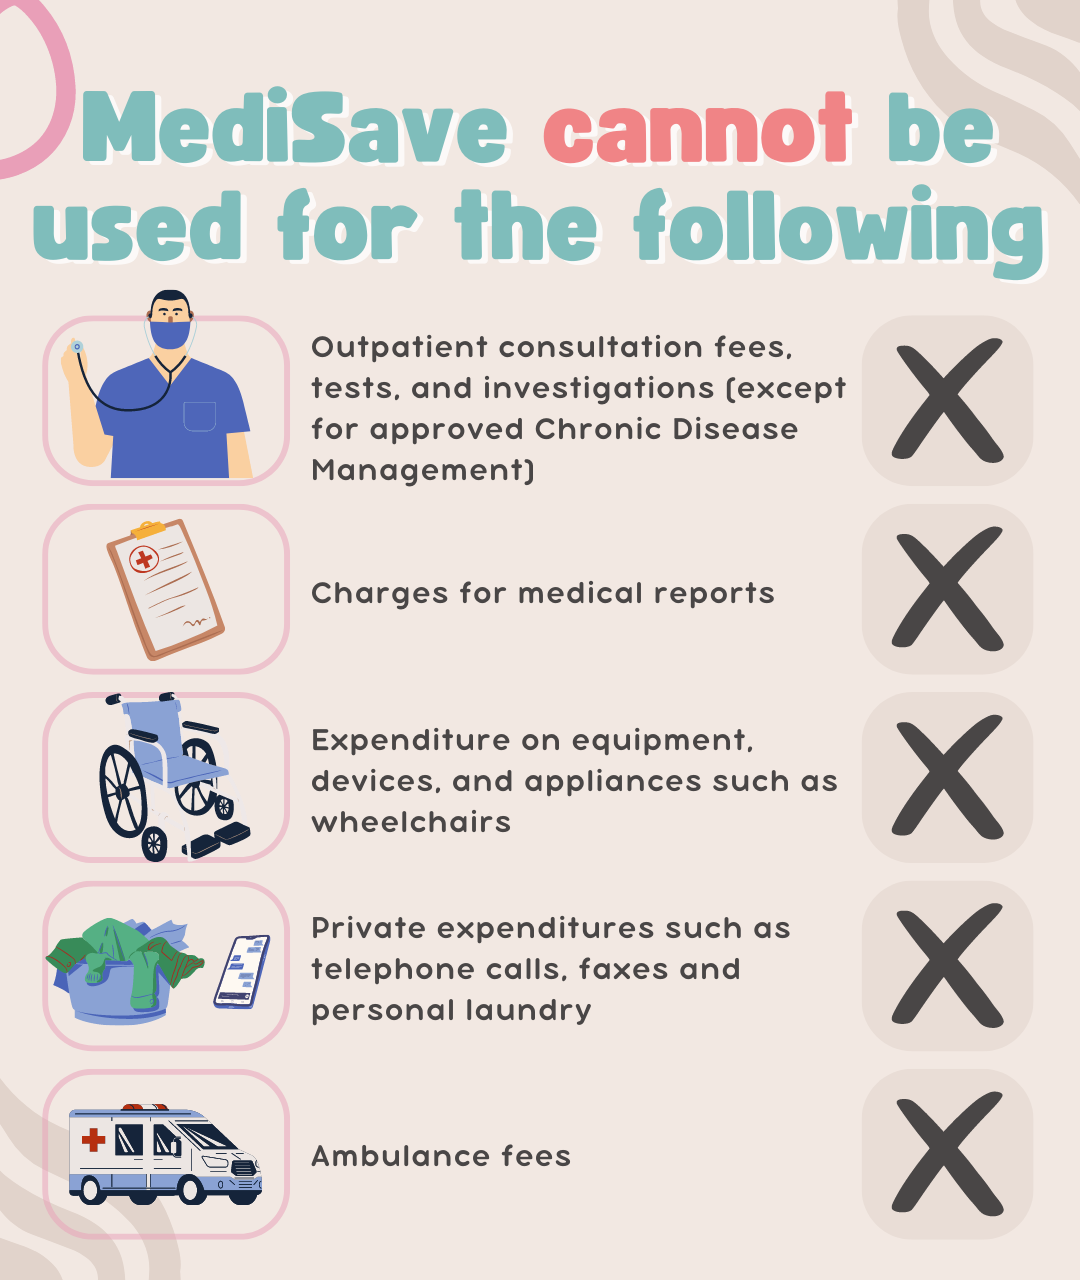 MediSave cannot be
used for the following
Outpatient consultation fees,
tests, and investigations (except
for approved Chronic Disease
Management)
Charges for medical reports
Expenditure on equipment,
devices, and appliances such as
wheelchairs
Private expenditures such as
telephone calls, faxes and
personal laundry
Ambulance fees